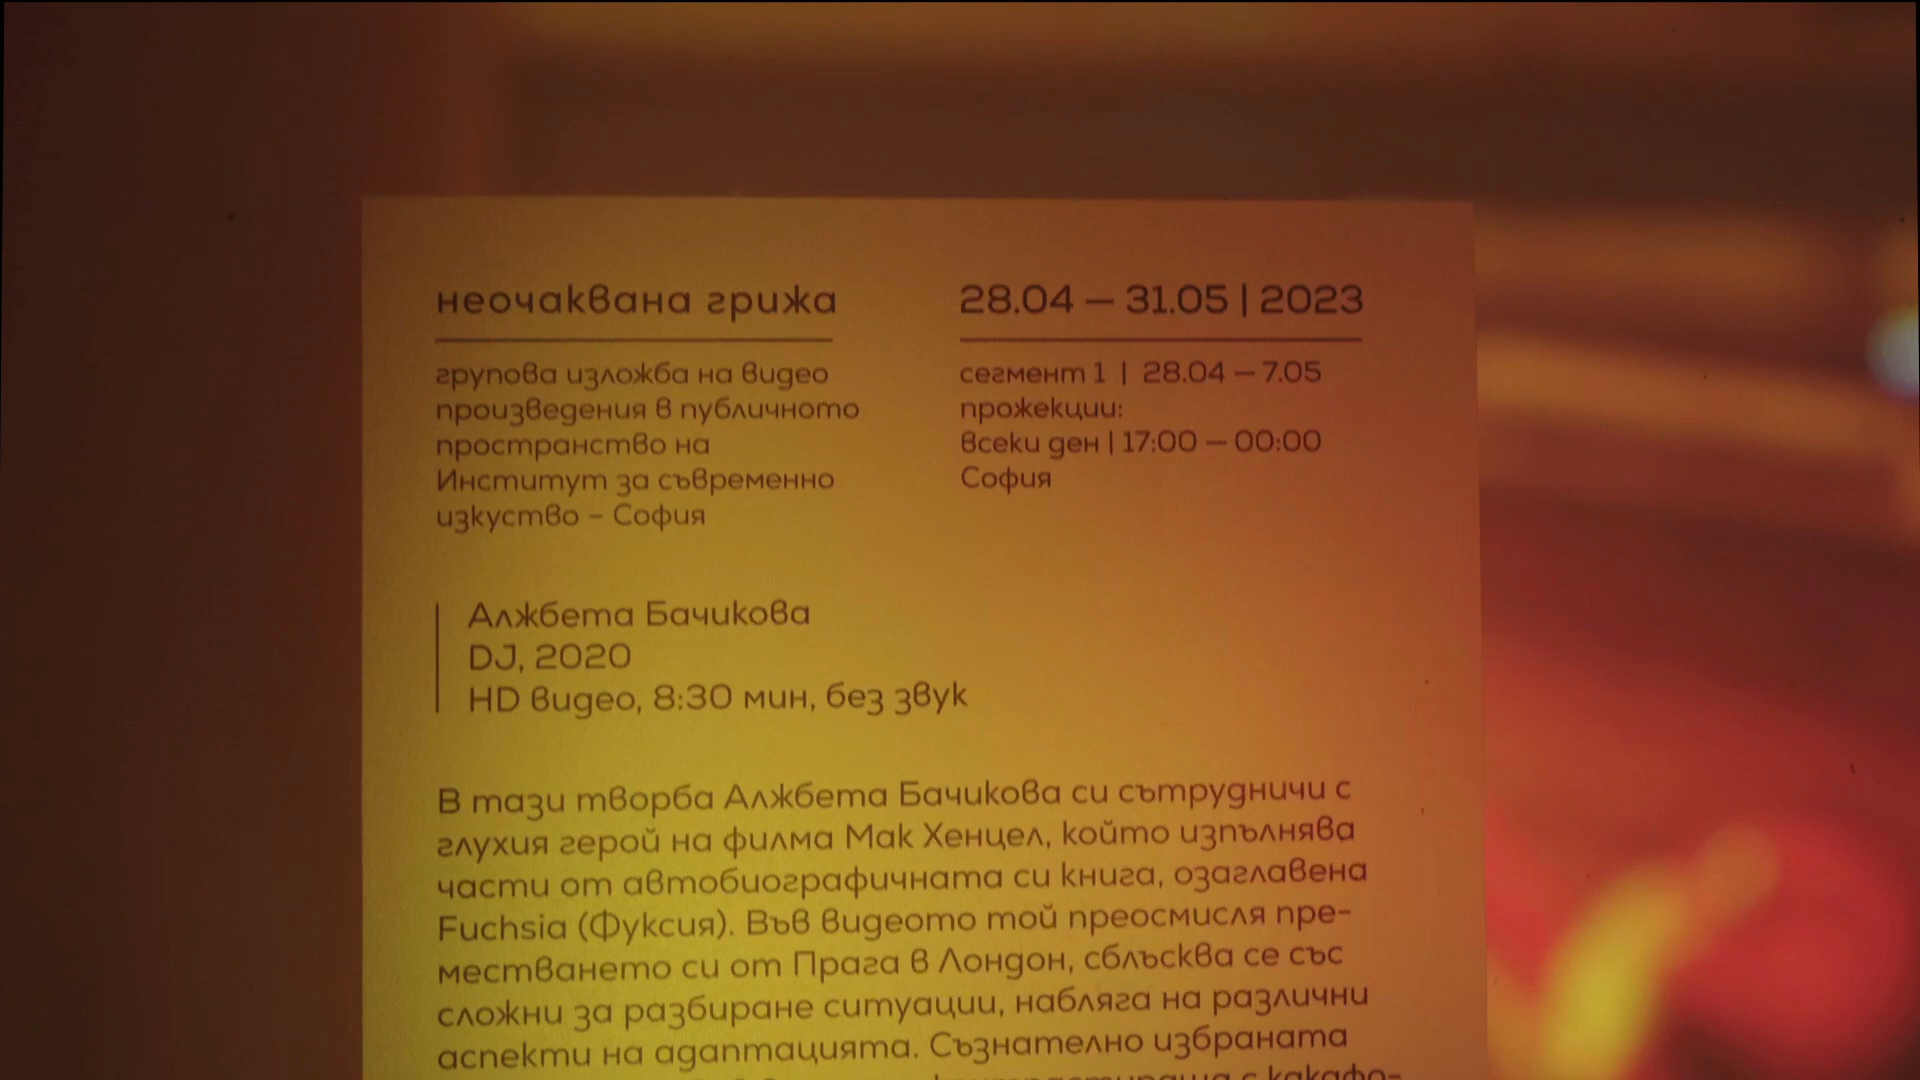 неочаквана грижа
групова изложба на видео
произведения в публичното
пространство на
Институт за съвременно
изкуство – София
28.04 — 31.05 | 2023
сегмент 1 | 28.04 — 7.05
прожекции:
всеки ден | 17:00 — 00:00
София
Алжбета Бачикова
DJ, 2020
HD видео, 8:30 мин, без звук
В тази творба Алжбета Бачикова си сътрудничи с
глухия герой на филма Мак Хенцел, който изпълнява
части от автобиографичната си книга, озаглавена
Fuchsia (Фуксия). Във видеото той преосмисля пре-
местването си от Прага в Лондон, сблъсква се със
сложни за разбиране ситуации, набляга на различни
аспекти на адаптацията. Съзнателно избраната
с какафо-